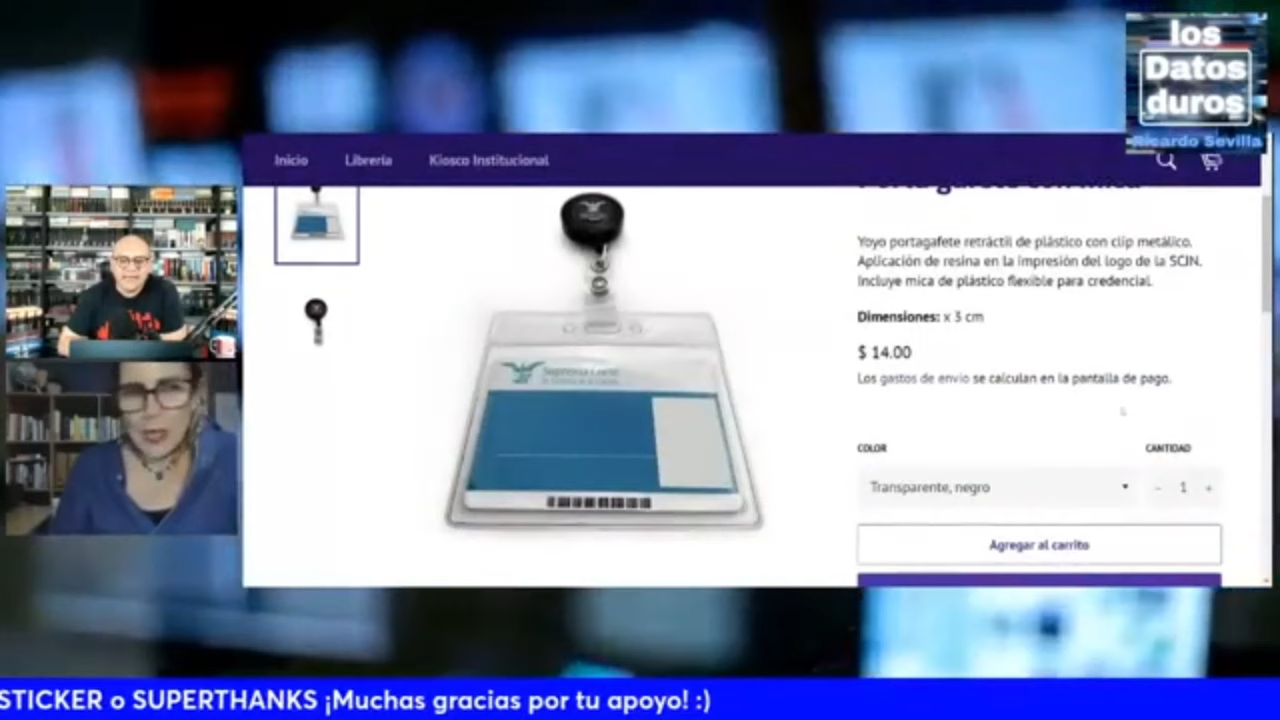 los
Datos
duros
Ricardo Sevilla
Inicio Librería Kiosco Institucional
Yoyo portagafete retráctil de plástico con clip metálico.
Aplicación de resina en la impresión del logo de la SCJN.
Incluye mica de plástico flexible para credencial.
Dimensiones: x 3 cm
$ 14.00
Los gastos de envío se calculan en la pantalla de pago.
COLOR CANTIDAD
Transparente, negro - 1 +
Agregar al carrito
Suprema Corte
STICKER o SUPERTHANKS ¡Muchas gracias por tu apoyo! :)